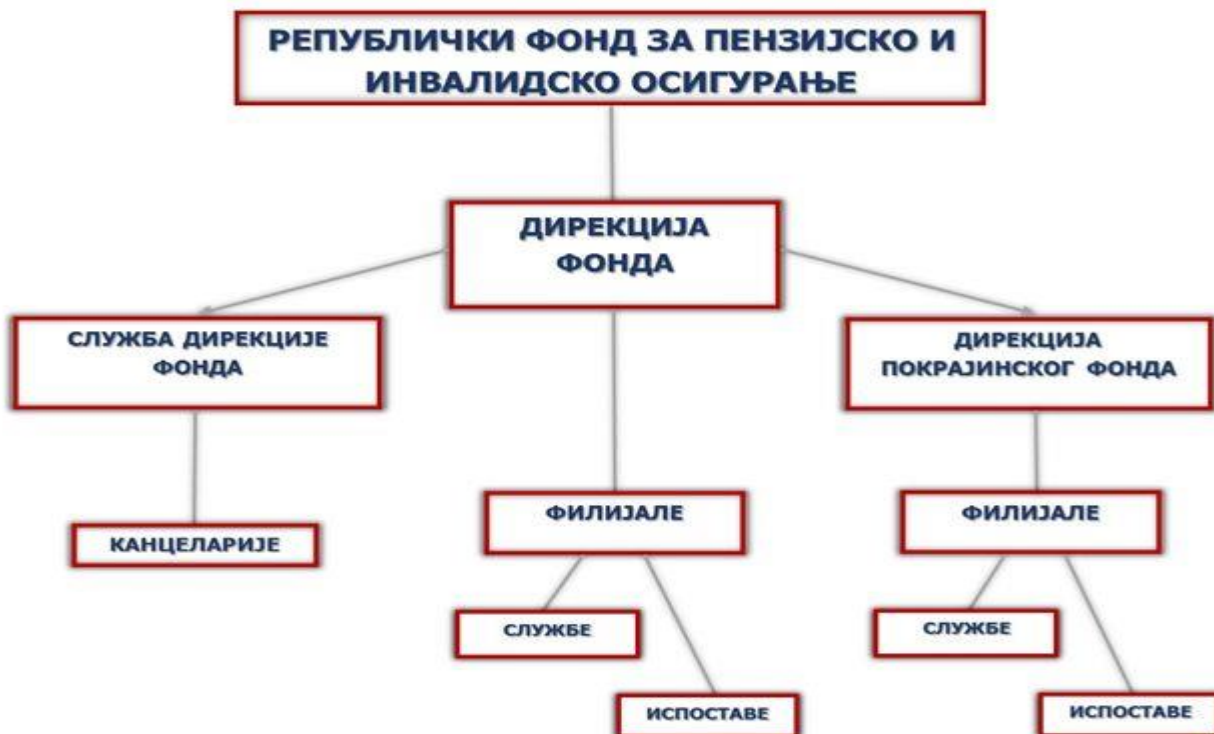 РЕПУБЛИЧКИ ФОНД ЗА ПЕНЗИЈСКО И
ИНВАЛИДСКО ОСИГУРАЊЕ
ДИРЕКЦИЈА
ФОНДА
СЛУЖБА ДИРЕКЦИЈЕ
ФОНДА
ДИРЕКЦИЈА
ПОКРАЈИНСКОГ ФОНДА
КАНЦЕЛАРИЈЕ
ФИЛИЈАЛЕ
ФИЛИЈАЛЕ
СЛУЖБЕ
СЛУЖБЕ
ИСПОСТАВЕ
ИСПОСТАВЕ